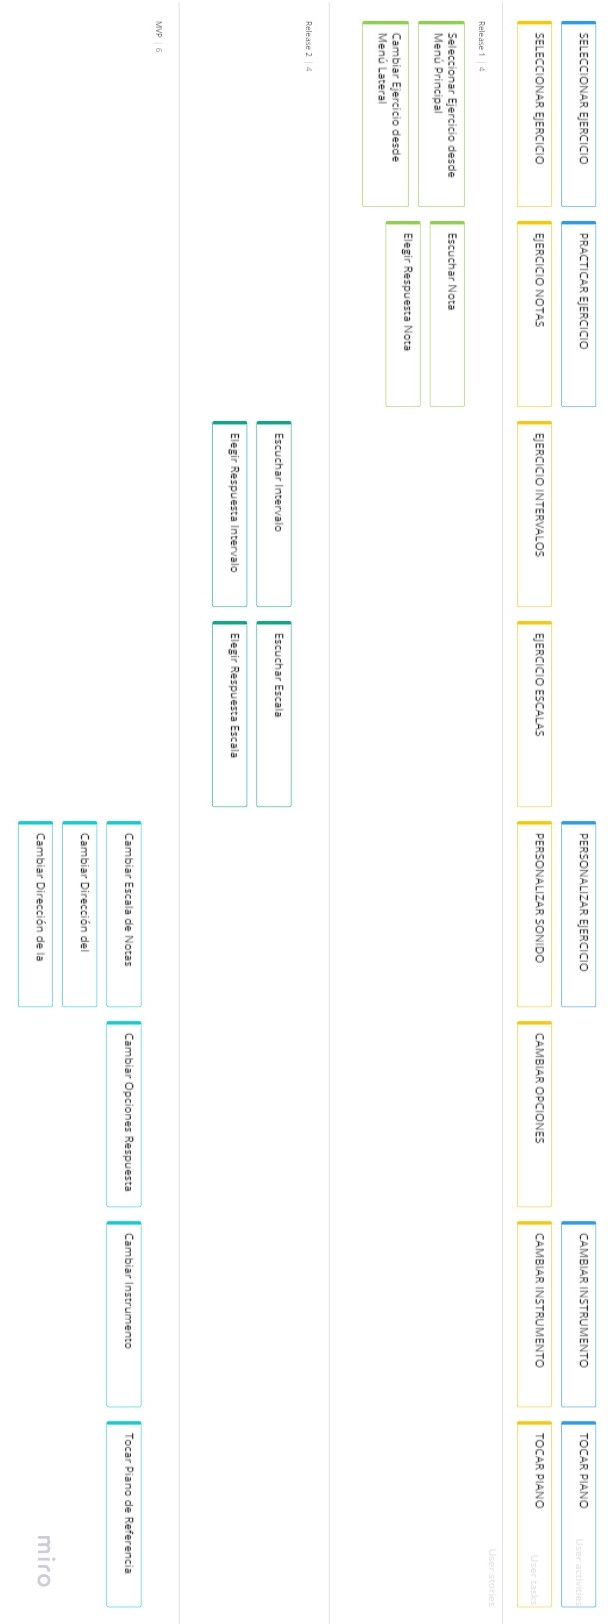 SELECCIONAR EJERCICIO
PRACTICAR EJERCICIO
PERSONALIZAR EJERCICIO
CAMBIAR INSTRUMENTO
TOCAR PIANO
User activities
SELECCIONAR EJERCICIO
EJERCICIO NOTAS
EJERCICIO INTERVALOS
EJERCICIO ESCALAS
PERSONALIZAR SONIDO
CAMBIAR OPCIONES
CAMBIAR INSTRUMENTO
TOCAR PIANO
User tasks
User stories
Release 1 | 4
Seleccionar Ejercicio desde
Menú Principal
Escuchar Nota
Cambiar Ejercicio desde
Menú Lateral
Elegir Respuesta Nota
Release 2 | 4
Escuchar Intervalo
Escuchar Escala
Elegir Respuesta Intervalo
Elegir Respuesta Escala
MVP | 6
Cambiar Escala de Notas
Cambiar Opciones Respuesta
Cambiar Instrumento
Tocar Piano de Referencia
Cambiar Dirección del
Cambiar Dirección de la
miro